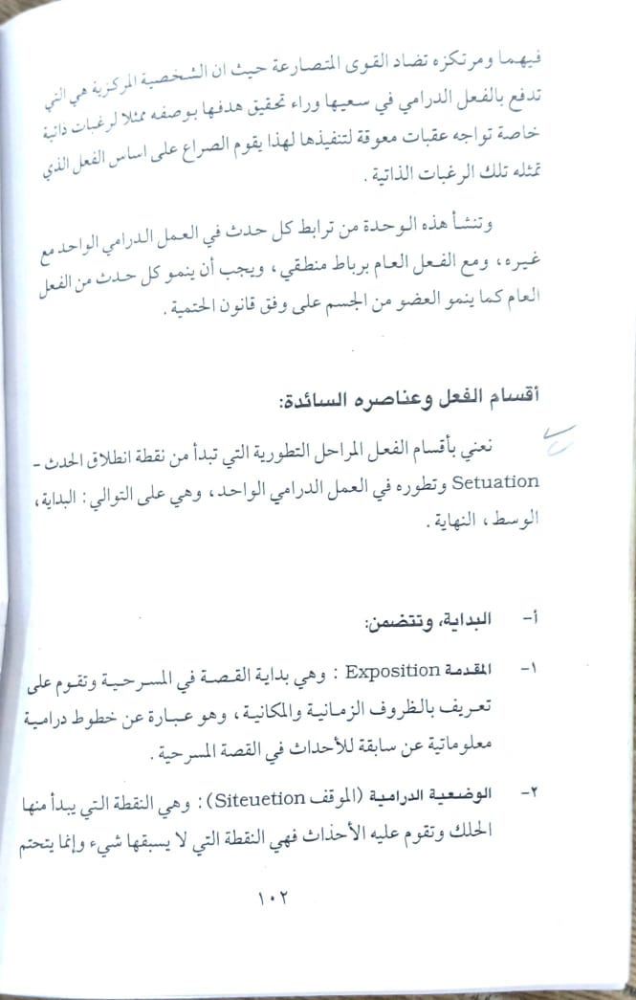 فيهما ومرتكزه تضاد القوى المتصارعة حيث ان الشخصية المركزية هي التي
تدفع بالفعل الدرامي في سعيها وراء تحقيق هدفها بوصفه ممثلا لرغبات ذاتية
خاصة تواجه عقبات معوقة لتنفيذها لهذا يقوم الصراع على اساس الفعل الذي
تمثله تلك الرغبات الذاتية .
وتنشأ هذه الوحدة من ترابط كل حدث في العمل الدرامي الواحد مع
غيره ، ومع الفعل العام برباط منطقي ، ويجب أن ينمو كل حدث من الفعل
العام كما ينمو العضو من الجسم على وفق قانون الحتمية .
أقسام الفعل وعناصره السائدة:
نعني بأقسام الفعل المراحل التطورية التي تبدأ من نقطة انطلاق الحدث -
Setuation وتطوره في العمل الدرامي الواحد ، وهي على التوالي : البداية ،
الوسط ، النهاية .
أ- البداية، وتتضمن:
١- المقدمة Exposition : وهي بداية القصة في المسرحية وتقوم على
تعريف بالظروف الزمانية والمكانية ، وهو عبارة عن خطوط درامية
معلوماتية عن سابقة للأحداث في القصة المسرحية .
٢- الوضعية الدرامية (الموقف Siteuetion) : وهي النقطة التي يبدأ منها
الحلك وتقوم عليه الأحذاث فهي النقطة التي لا يسبقها شيء وإنما يتحتم
١٠٢